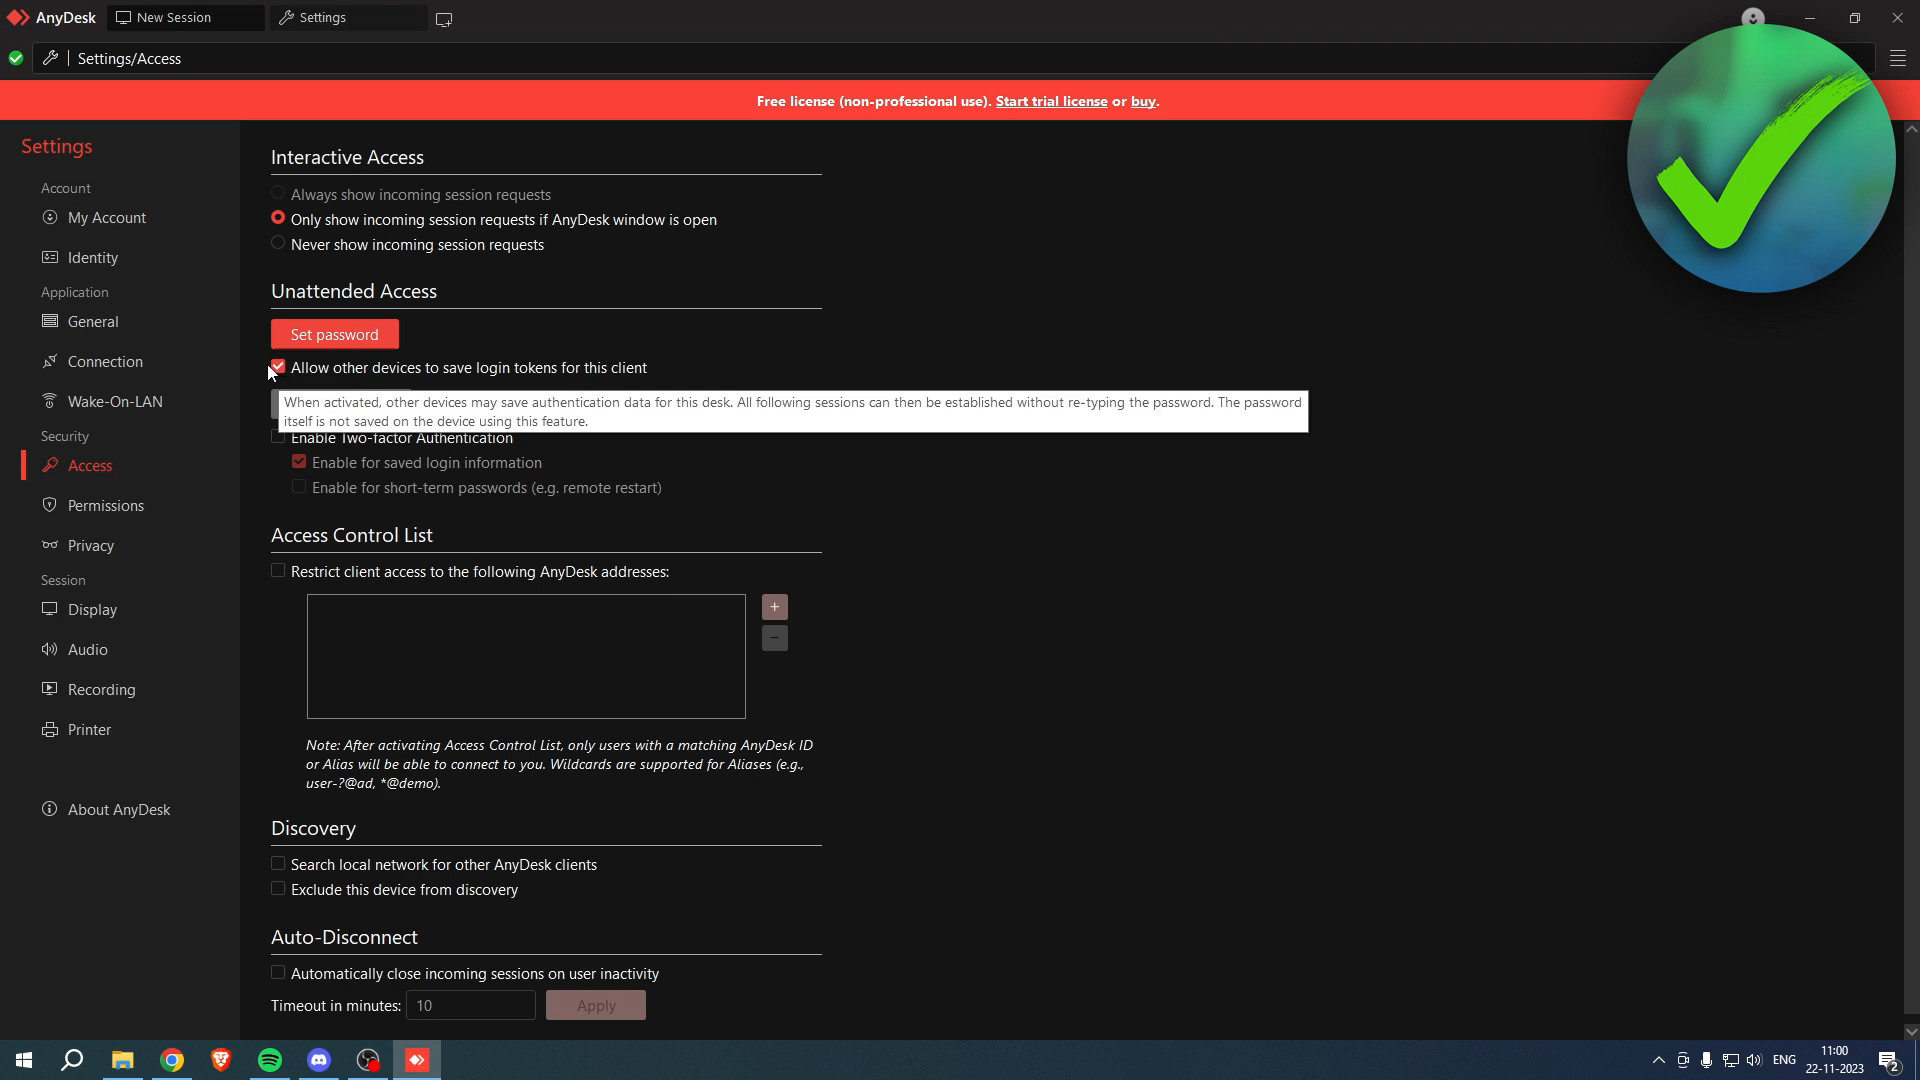 AnyDesk
New Session
Settings
Settings/Access
Free license (non-professional use). Start trial license or buy.
Settings
Account
My Account
Identity
Application
General
Connection
Wake-On-LAN
Security
Access
Permissions
Privacy
Session
Display
Audio
Recording
Printer
About AnyDesk
Interactive Access
Always show incoming session requests
Only show incoming session requests if AnyDesk window is open
Never show incoming session requests
Unattended Access
Set password
Allow other devices to save login tokens for this client
When activated, other devices may save authentication data for this desk. All following sessions can then be established without re-typing the password. The password
itself is not saved on the device using this feature.
Enable Two-factor Authentication
Enable for saved login information
Enable for short-term passwords (e.g. remote restart)
Access Control List
Restrict client access to the following AnyDesk addresses:
+
-
Note: After activating Access Control List, only users with a matching AnyDesk ID
or Alias will be able to connect to you. Wildcards are supported for Aliases (e.g.,
user-?@ad, *@demo).
Discovery
Search local network for other AnyDesk clients
Exclude this device from discovery
Auto-Disconnect
Automatically close incoming sessions on user inactivity
Timeout in minutes: 10 Apply
ENG
11:00
22-11-2023
2